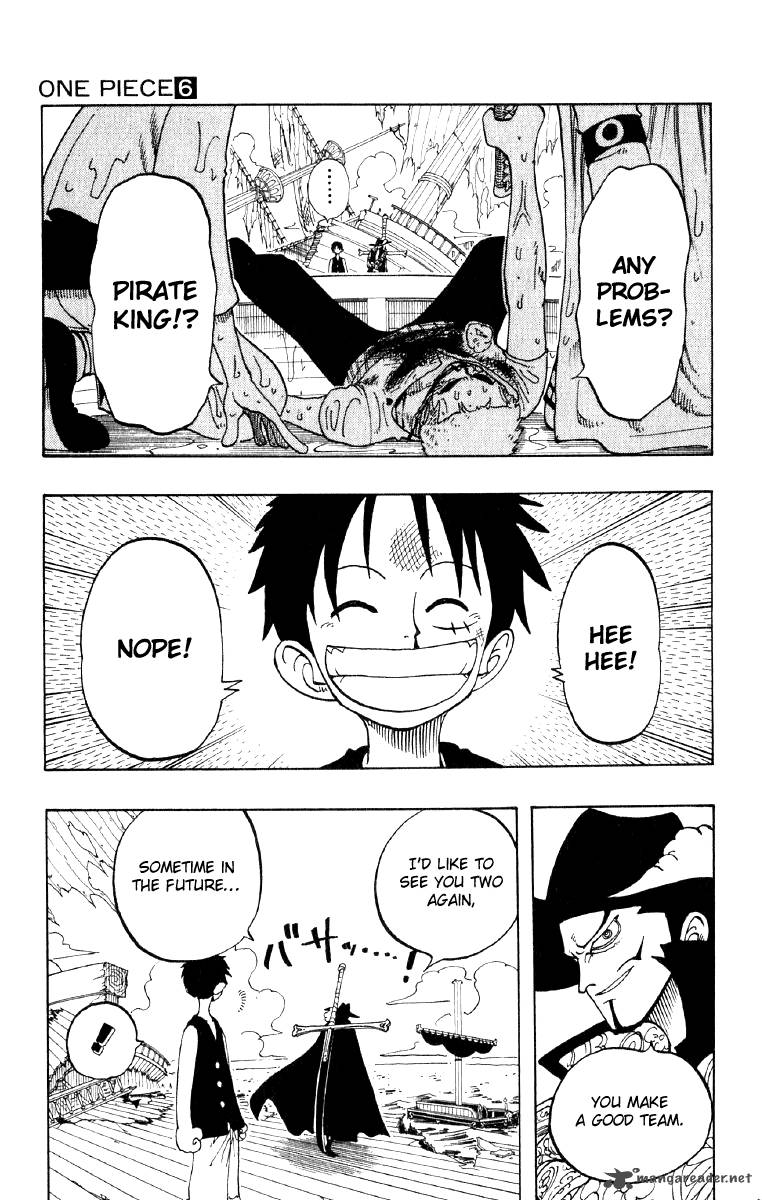 ONE PIECE 6
ANY
PROB-
LEMS?
......
PIRATE
KING!?
HEE
HEE!
NOPE!
YOU MAKE
A GOOD TEAM.
I'D LIKE TO
SEE YOU TWO
AGAIN,
バサッ……!
SOMETIME IN
THE FUTURE...
!!
mangareader.net